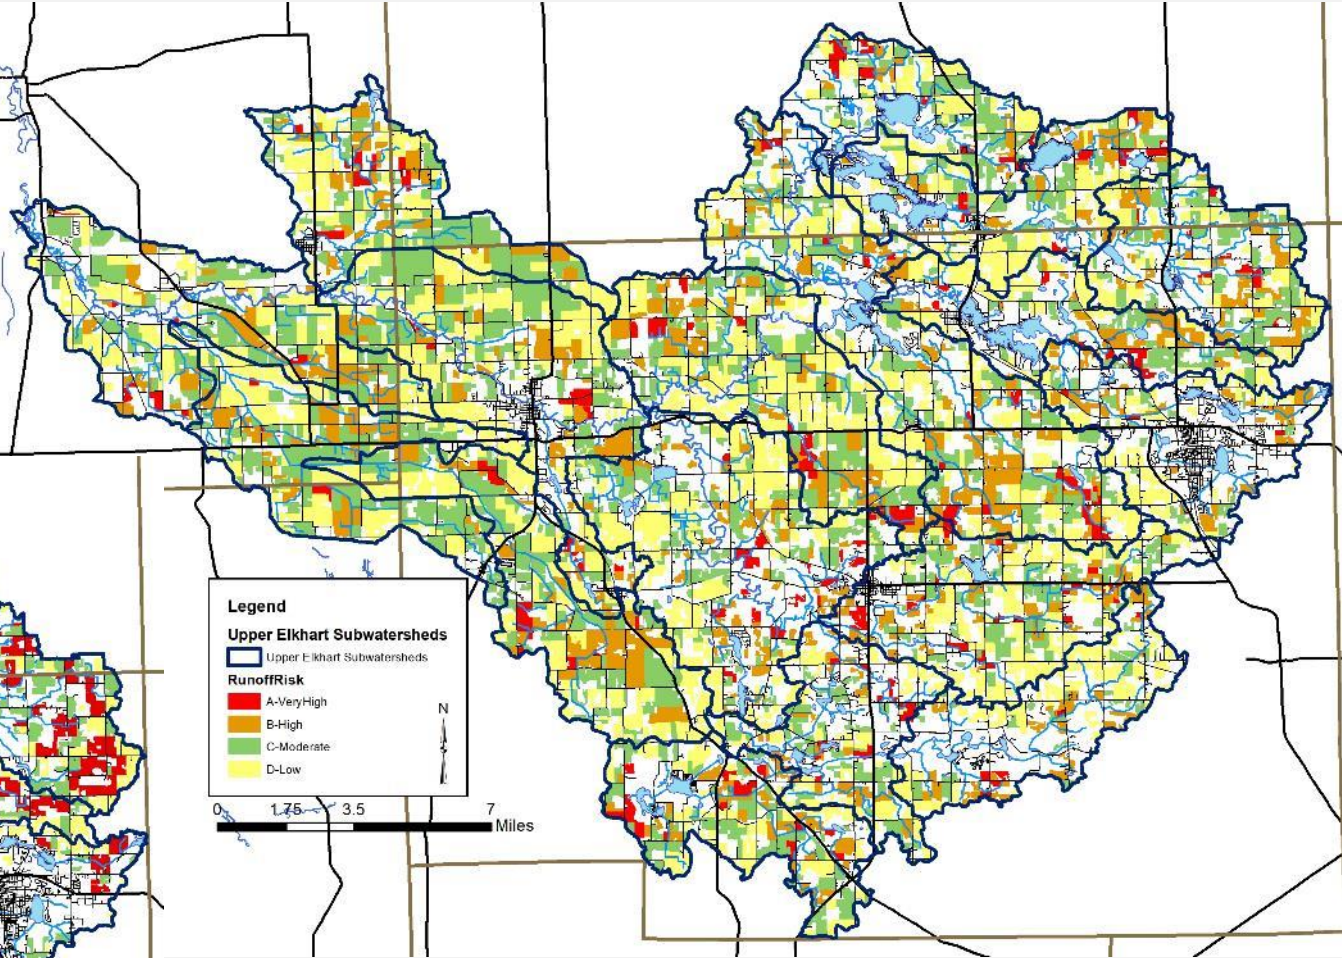 Legend
Upper Elkhart Subwatersheds
Upper Elkhart Subwatersheds
RunoffRisk
A-VeryHigh
B-High
C-Moderate
D-Low
N
0 1.75 3.5 7
Miles